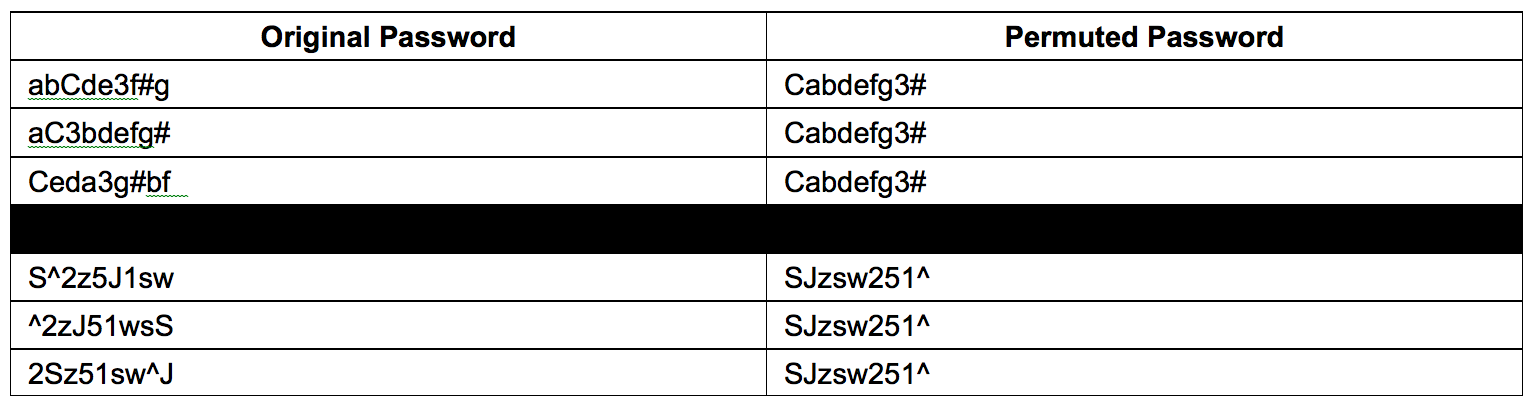 Original Password Permuted Password
abCde3f#g Cabdefg3#
aC3bdefg# Cabdefg3#
Ceda3g#bf Cabdefg3#
S^2z5J1sw SJzsw251^
^2zJ51wsS SJzsw251^
2Sz51sw^J SJzsw251^